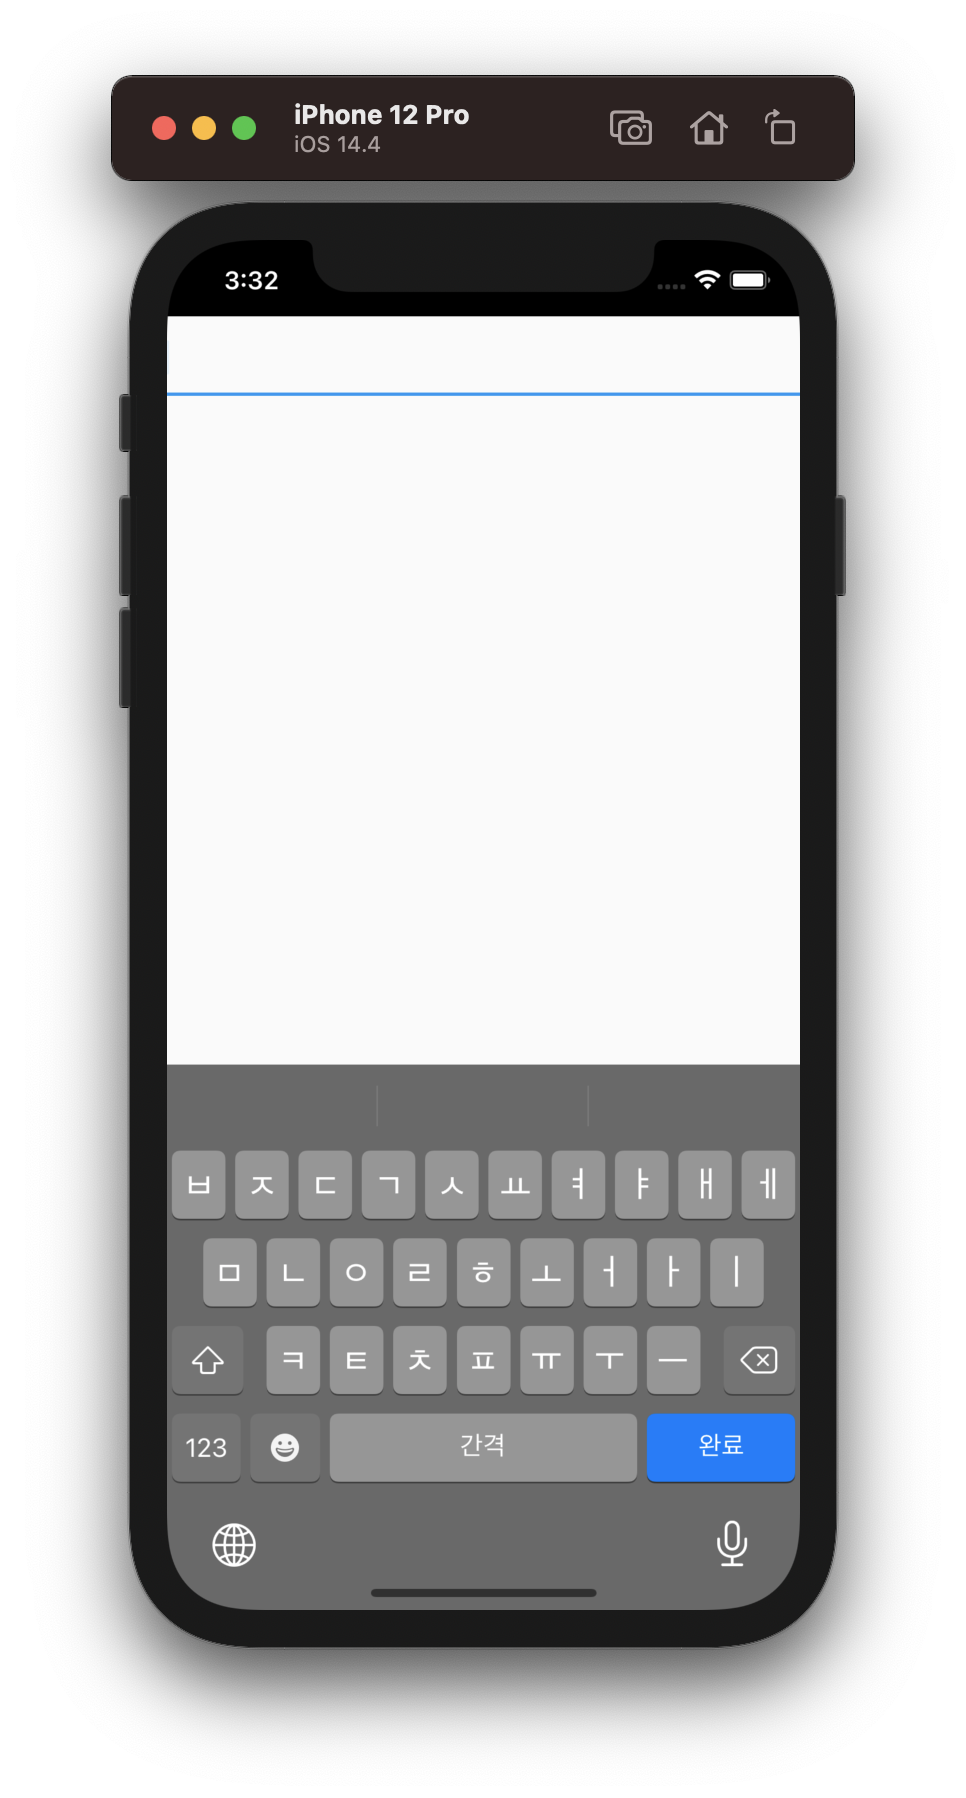 iPhone 12 Pro
iOS 14.4
3:32
ㅂ ㅈ ㄷ ㄱ ㅅ ㅛ ㅕ ㅑ ㅐ ㅔ
ㅁ ㄴ ㅇ ㄹ ㅎ ㅗ ㅓ ㅏ ㅣ
ㅋ ㅌ ㅊ ㅍ ㅠ ㅜ ㅡ
123 간격 완료